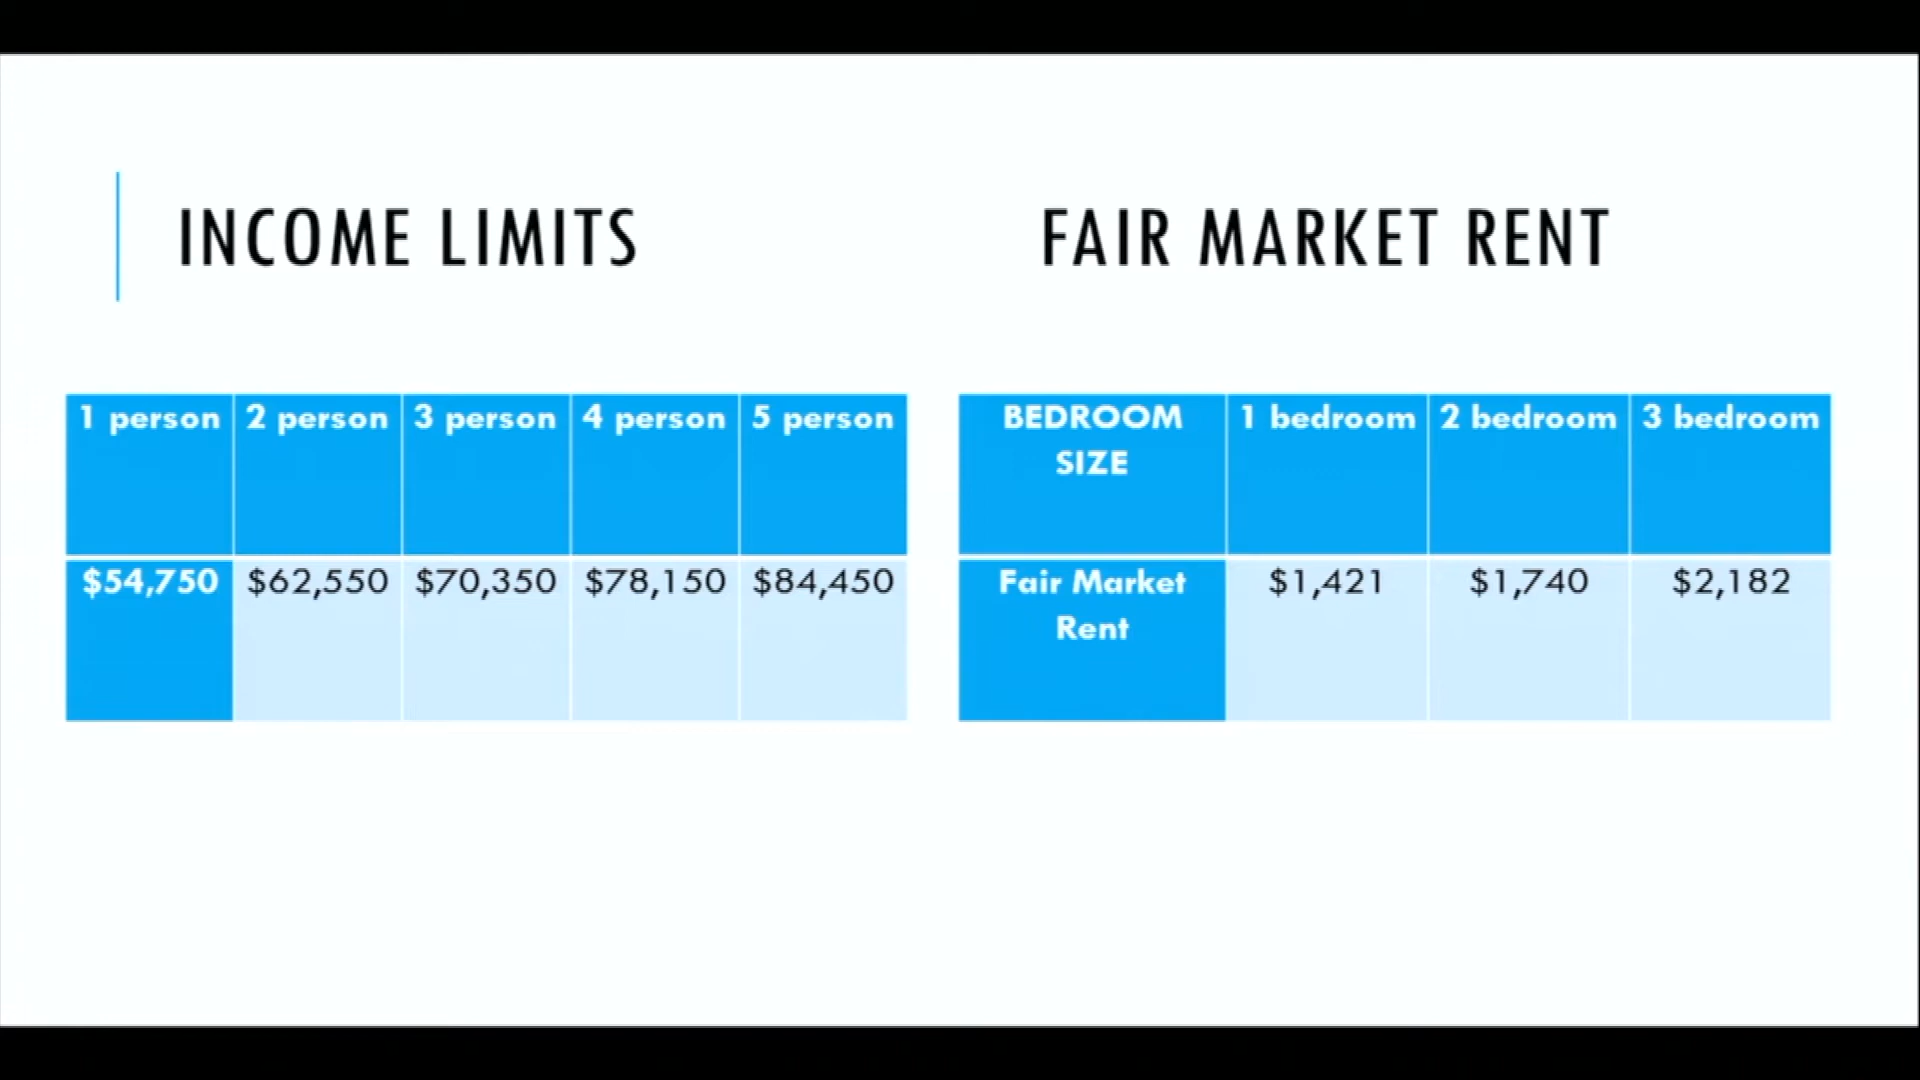 INCOME LIMITS
FAIR MARKET RENT
1 person 2 person 3 person 4 person 5 person
$54,750 $62,550 $70,350 $78,150 $84,450
BEDROOM SIZE 1 bedroom 2 bedroom 3 bedroom
Fair Market Rent $1,421 $1,740 $2,182